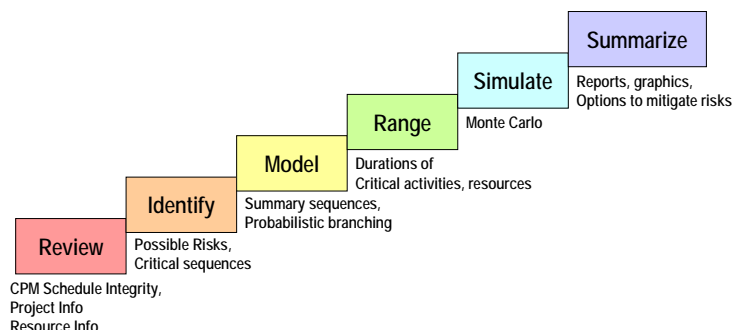 Summarize
Reports, graphics,
Options to mitigate risks
Simulate
Monte Carlo
Range
Durations of
Critical activities, resources
Model
Summary sequences,
Probabilistic branching
Identify
Possible Risks,
Critical sequences
Review
CPM Schedule Integrity,
Project Info
Resource Info